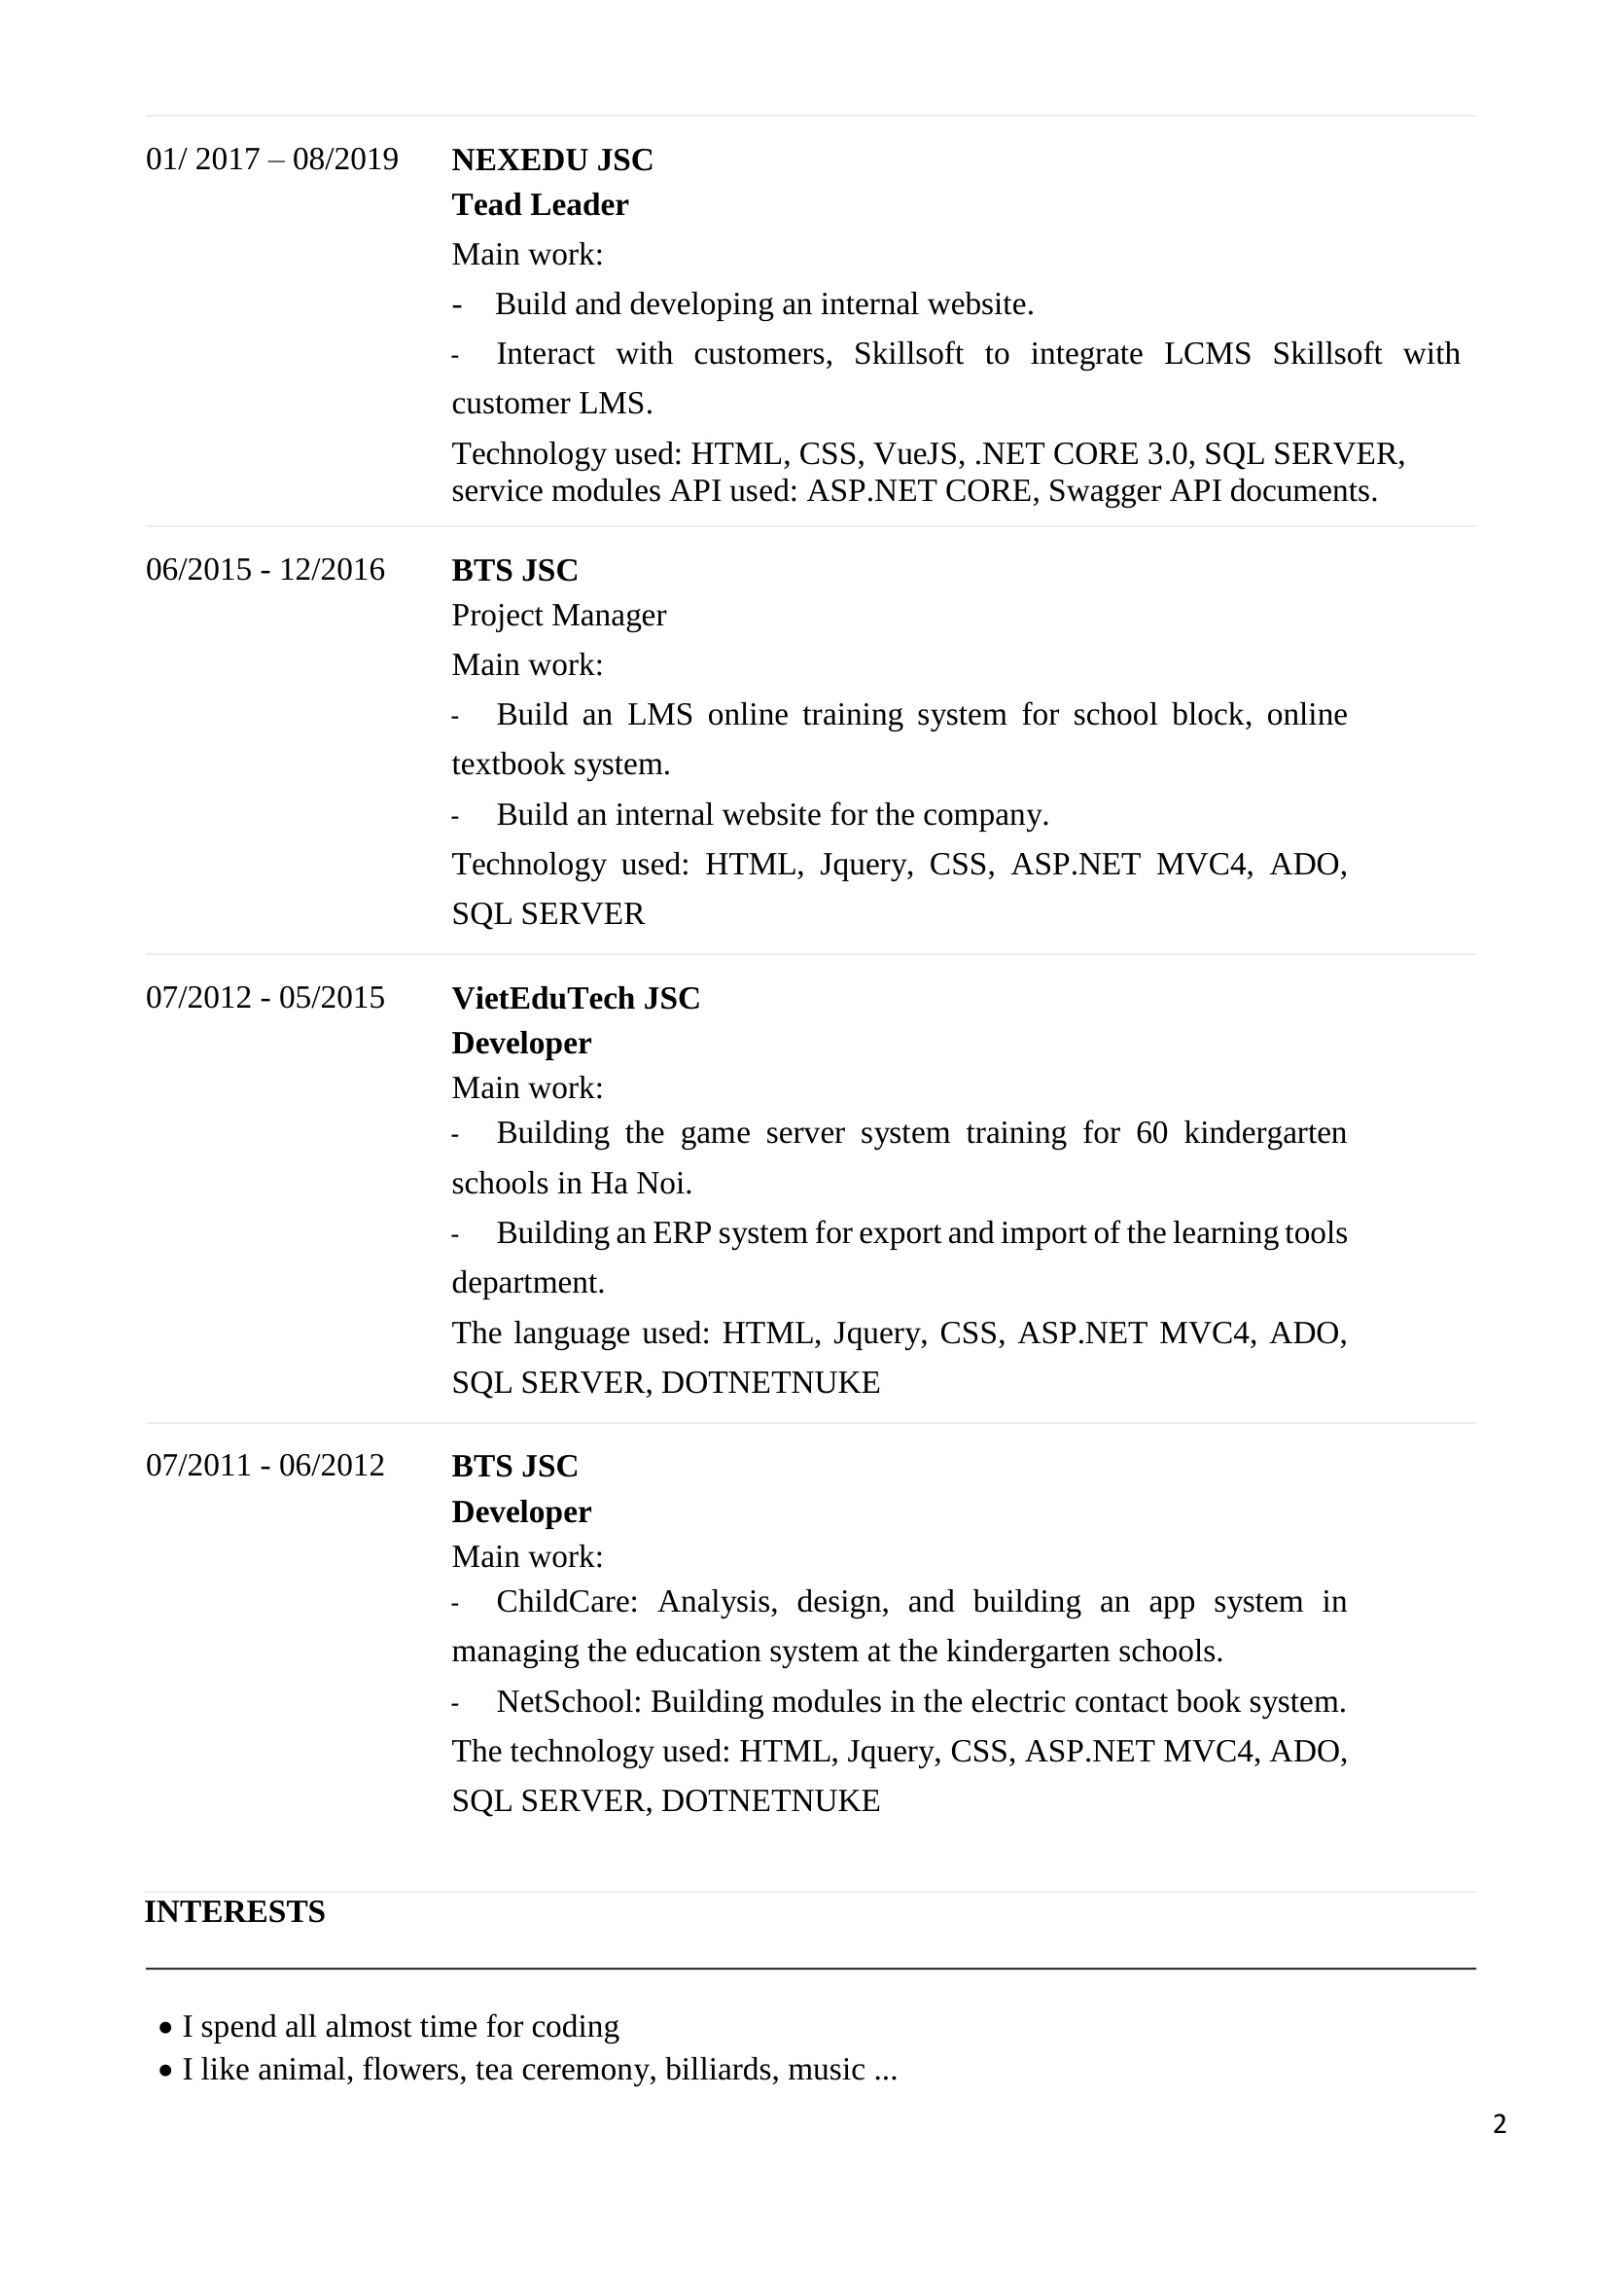 01/ 2017 – 08/2019 NEXEDU JSC
Tead Leader
Main work:
- Build and developing an internal website.
- Interact with customers, Skillsoft to integrate LCMS Skillsoft with
customer LMS.
Technology used: HTML, CSS, VueJS, .NET CORE 3.0, SQL SERVER,
service modules API used: ASP.NET CORE, Swagger API documents.
06/2015 - 12/2016 BTS JSC
Project Manager
Main work:
- Build an LMS online training system for school block, online
textbook system.
- Build an internal website for the company.
Technology used: HTML, Jquery, CSS, ASP.NET MVC4, ADO,
SQL SERVER
07/2012 - 05/2015 VietEduTech JSC
Developer
Main work:
- Building the game server system training for 60 kindergarten
schools in Ha Noi.
- Building an ERP system for export and import of the learning tools
department.
The language used: HTML, Jquery, CSS, ASP.NET MVC4, ADO,
SQL SERVER, DOTNETNUKE
07/2011 - 06/2012 BTS JSC
Developer
Main work:
- ChildCare: Analysis, design, and building an app system in
managing the education system at the kindergarten schools.
- NetSchool: Building modules in the electric contact book system.
The technology used: HTML, Jquery, CSS, ASP.NET MVC4, ADO,
SQL SERVER, DOTNETNUKE
INTERESTS
● I spend all almost time for coding
● I like animal, flowers, tea ceremony, billiards, music ...
2